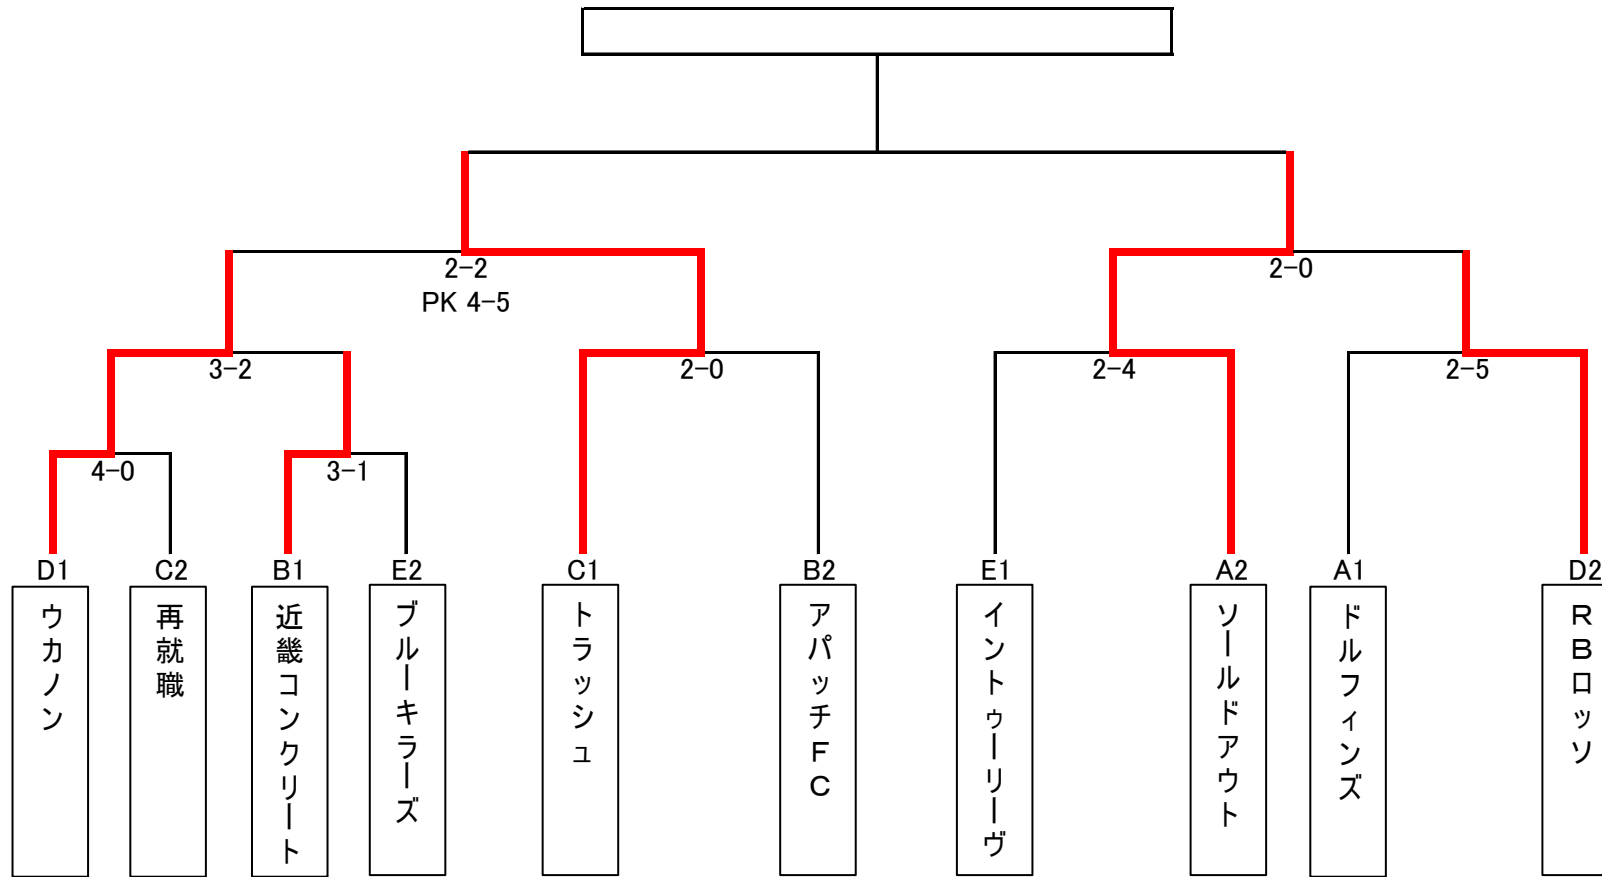 2-2
2-0
PK 4-5
3-2
2-0
2-4
2-5
4-0
3-1
D1
C2
B1
E2
C1
B2
E1
A2
A1
D2
ウカノン
再就職
近畿コンクリート
ブルーキラーズ
トラッシュ
アパッチFC
イントゥーリーヴ
ソールドアウト
ドルフィンズ
RBロッソ